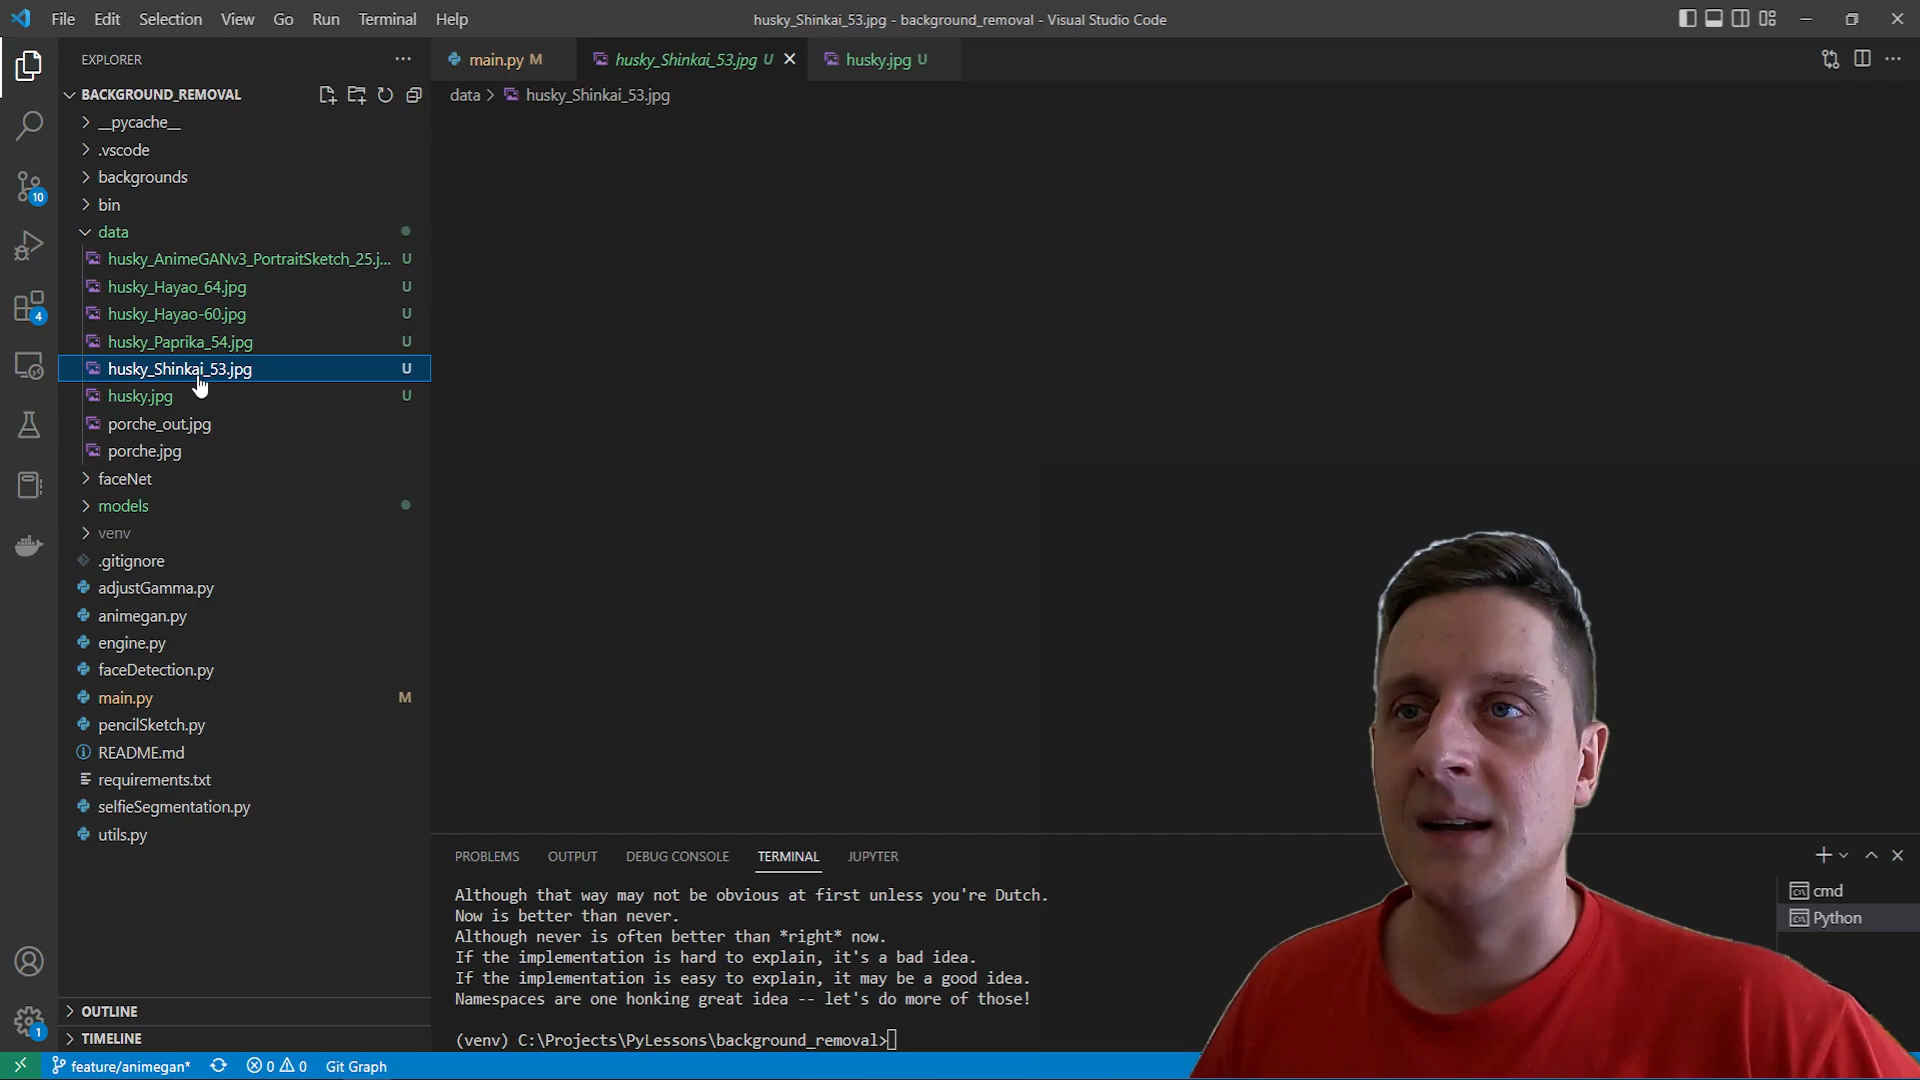 File Edit Selection View Go Run Terminal Help
husky_Shinkai_53.jpg - background_removal - Visual Studio Code
EXPLORER
BACKGROUND_REMOVAL
__pycache__
.vscode
backgrounds
bin
data
husky_AnimeGANv3_PortraitSketch_25.j... U
husky_Hayao_64.jpg U
husky_Hayao-60.jpg U
husky_Paprika_54.jpg U
husky_Shinkai_53.jpg U
husky.jpg U
porche_out.jpg
porche.jpg
faceNet
models
venv
.gitignore
adjustGamma.py
animegan.py
engine.py
faceDetection.py
main.py M
pencilSketch.py
README.md
requirements.txt
selfieSegmentation.py
utils.py
OUTLINE
TIMELINE
10
4
1
main.py M husky_Shinkai_53.jpg U husky.jpg U
data > husky_Shinkai_53.jpg
PROBLEMS OUTPUT DEBUG CONSOLE TERMINAL JUPYTER
Although that way may not be obvious at first unless you're Dutch.
Now is better than never.
Although never is often better than *right* now.
If the implementation is hard to explain, it's a bad idea.
If the implementation is easy to explain, it may be a good idea.
Namespaces are one honking great idea -- let's do more of those!
(venv) C:\Projects\PyLessons\background_removal>
cmd
Python
feature/animegan* 0 0 Git Graph